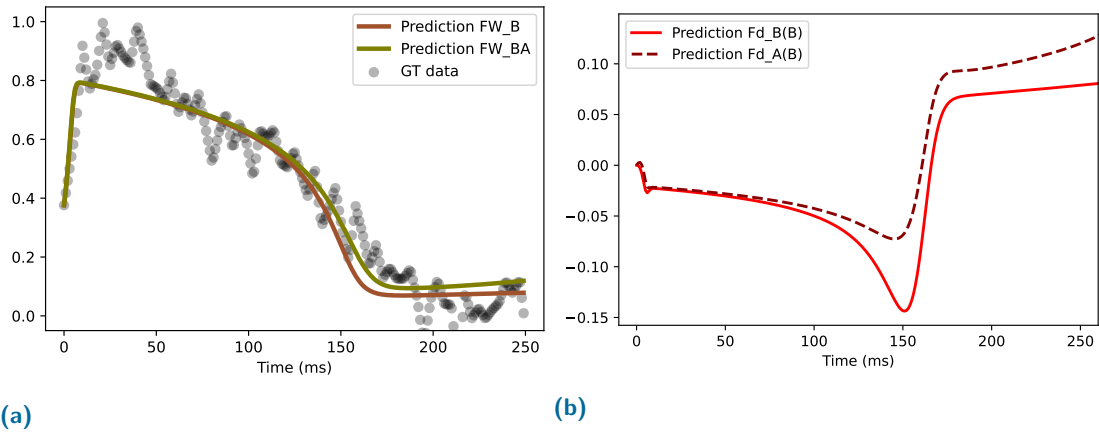 1.0
0.8
0.6
0.4
0.2
0.0
0
50
100
150
200
250
Time (ms)
Prediction FW_B
Prediction FW_BA
GT data
(a)
0.10
0.05
0.00
−0.05
−0.10
−0.15
0
50
100
150
200
250
Time (ms)
Prediction Fd_B(B)
Prediction Fd_A(B)
(b)